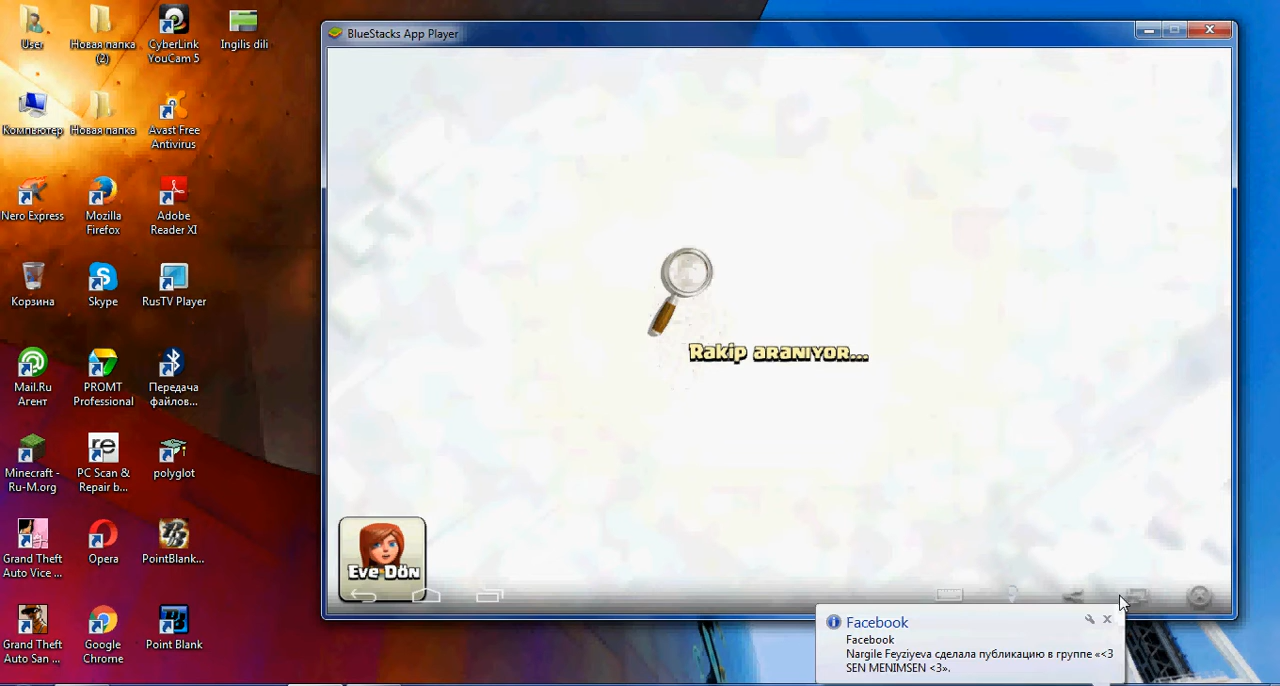 User
Новая папка
(2)
CyberLink
YouCam 5
Ingilis dili
Компьютер
Новая папка
Avast Free
Antivirus
Nero Express
Mozilla
Firefox
Adobe
Reader XI
Корзина
Skype
RusTV Player
Mail.Ru
Агент
PROMT
Professional
Передача
файлов...
Minecraft -
Ru-M.org
re
PC Scan &
Repair b...
polyglot
Grand Theft
Auto Vice ...
Opera
PointBlank...
Grand Theft
Auto San ...
Google
Chrome
Point Blank
BlueStacks App Player
Rakip aranıyor...
Eve Dön
Facebook
Facebook
Nargile Feyziyeva сделала публикацию в группе «<3
SEN MENIMSEN <3».